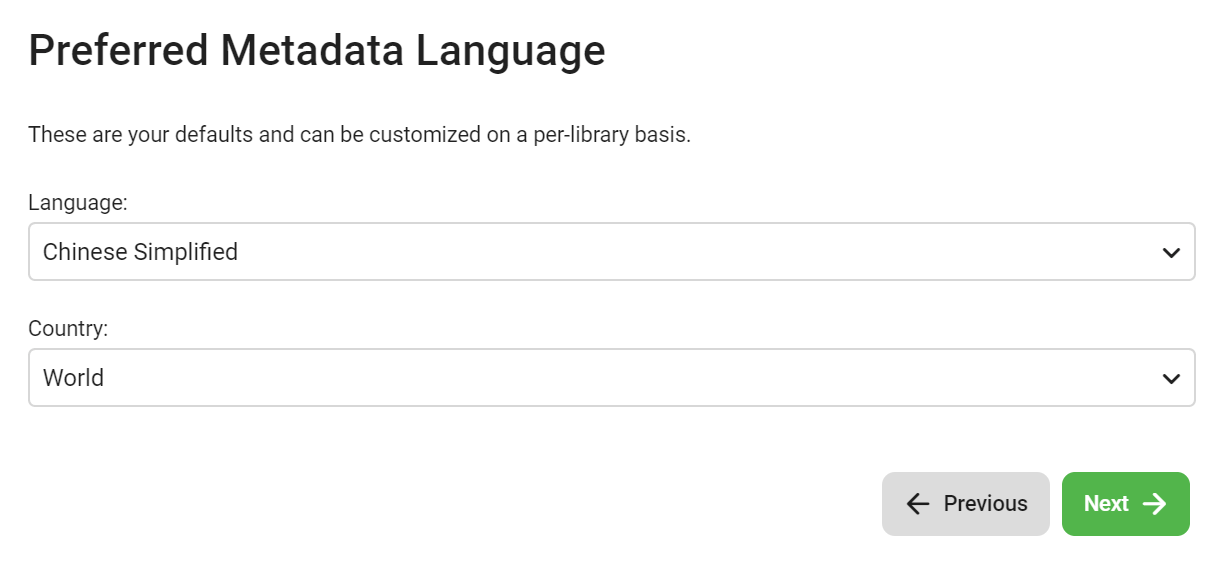 Preferred Metadata Language
These are your defaults and can be customized on a per-library basis.
Language:
Chinese Simplified
Country:
World
Previous
Next